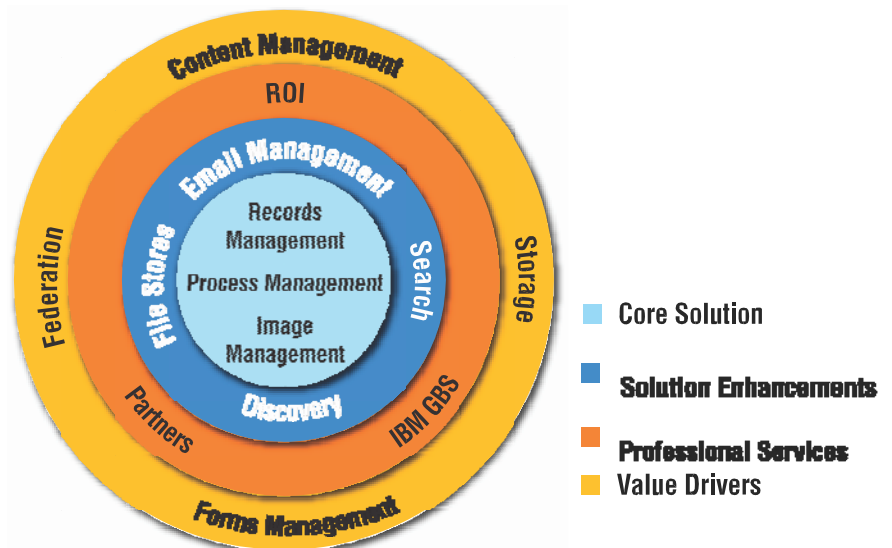 Content Management
ROI
Email Management
Records
Management
Process Management
Image
Management
File Stores
Search
Discovery
Federation
Storage
Partners
IBM GBS
Forms Management
Core Solution
Solution Enhancements
Professional Services
Value Drivers